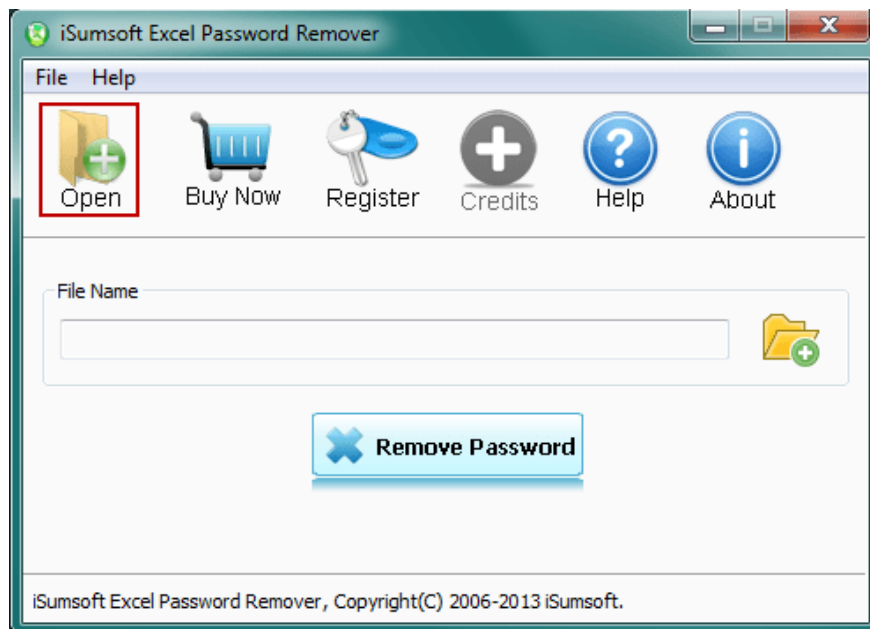 iSumsoft Excel Password Remover
File Help
Open Buy Now Register Credits Help About
File Name
Remove Password
iSumsoft Excel Password Remover, Copyright(C) 2006-2013 iSumsoft.